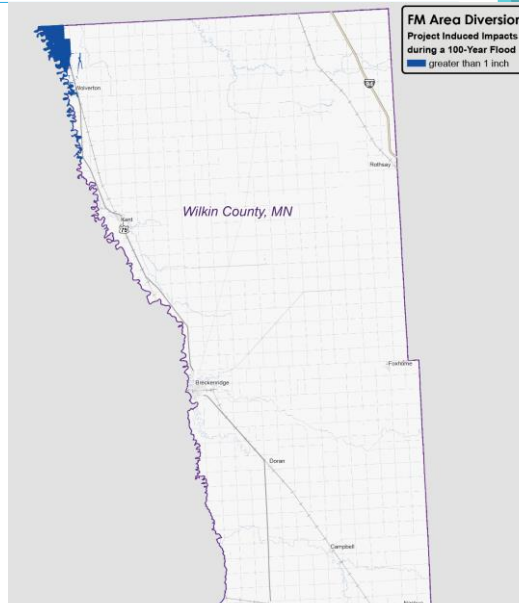 FM Area Diversion
Project Induced Impacts
during a 100-Year Flood
greater than 1 inch
Wolverton
Rothsay
Wilkin County, MN
Kent
75
Foxhome
Breckenridge
Doran
Campbell